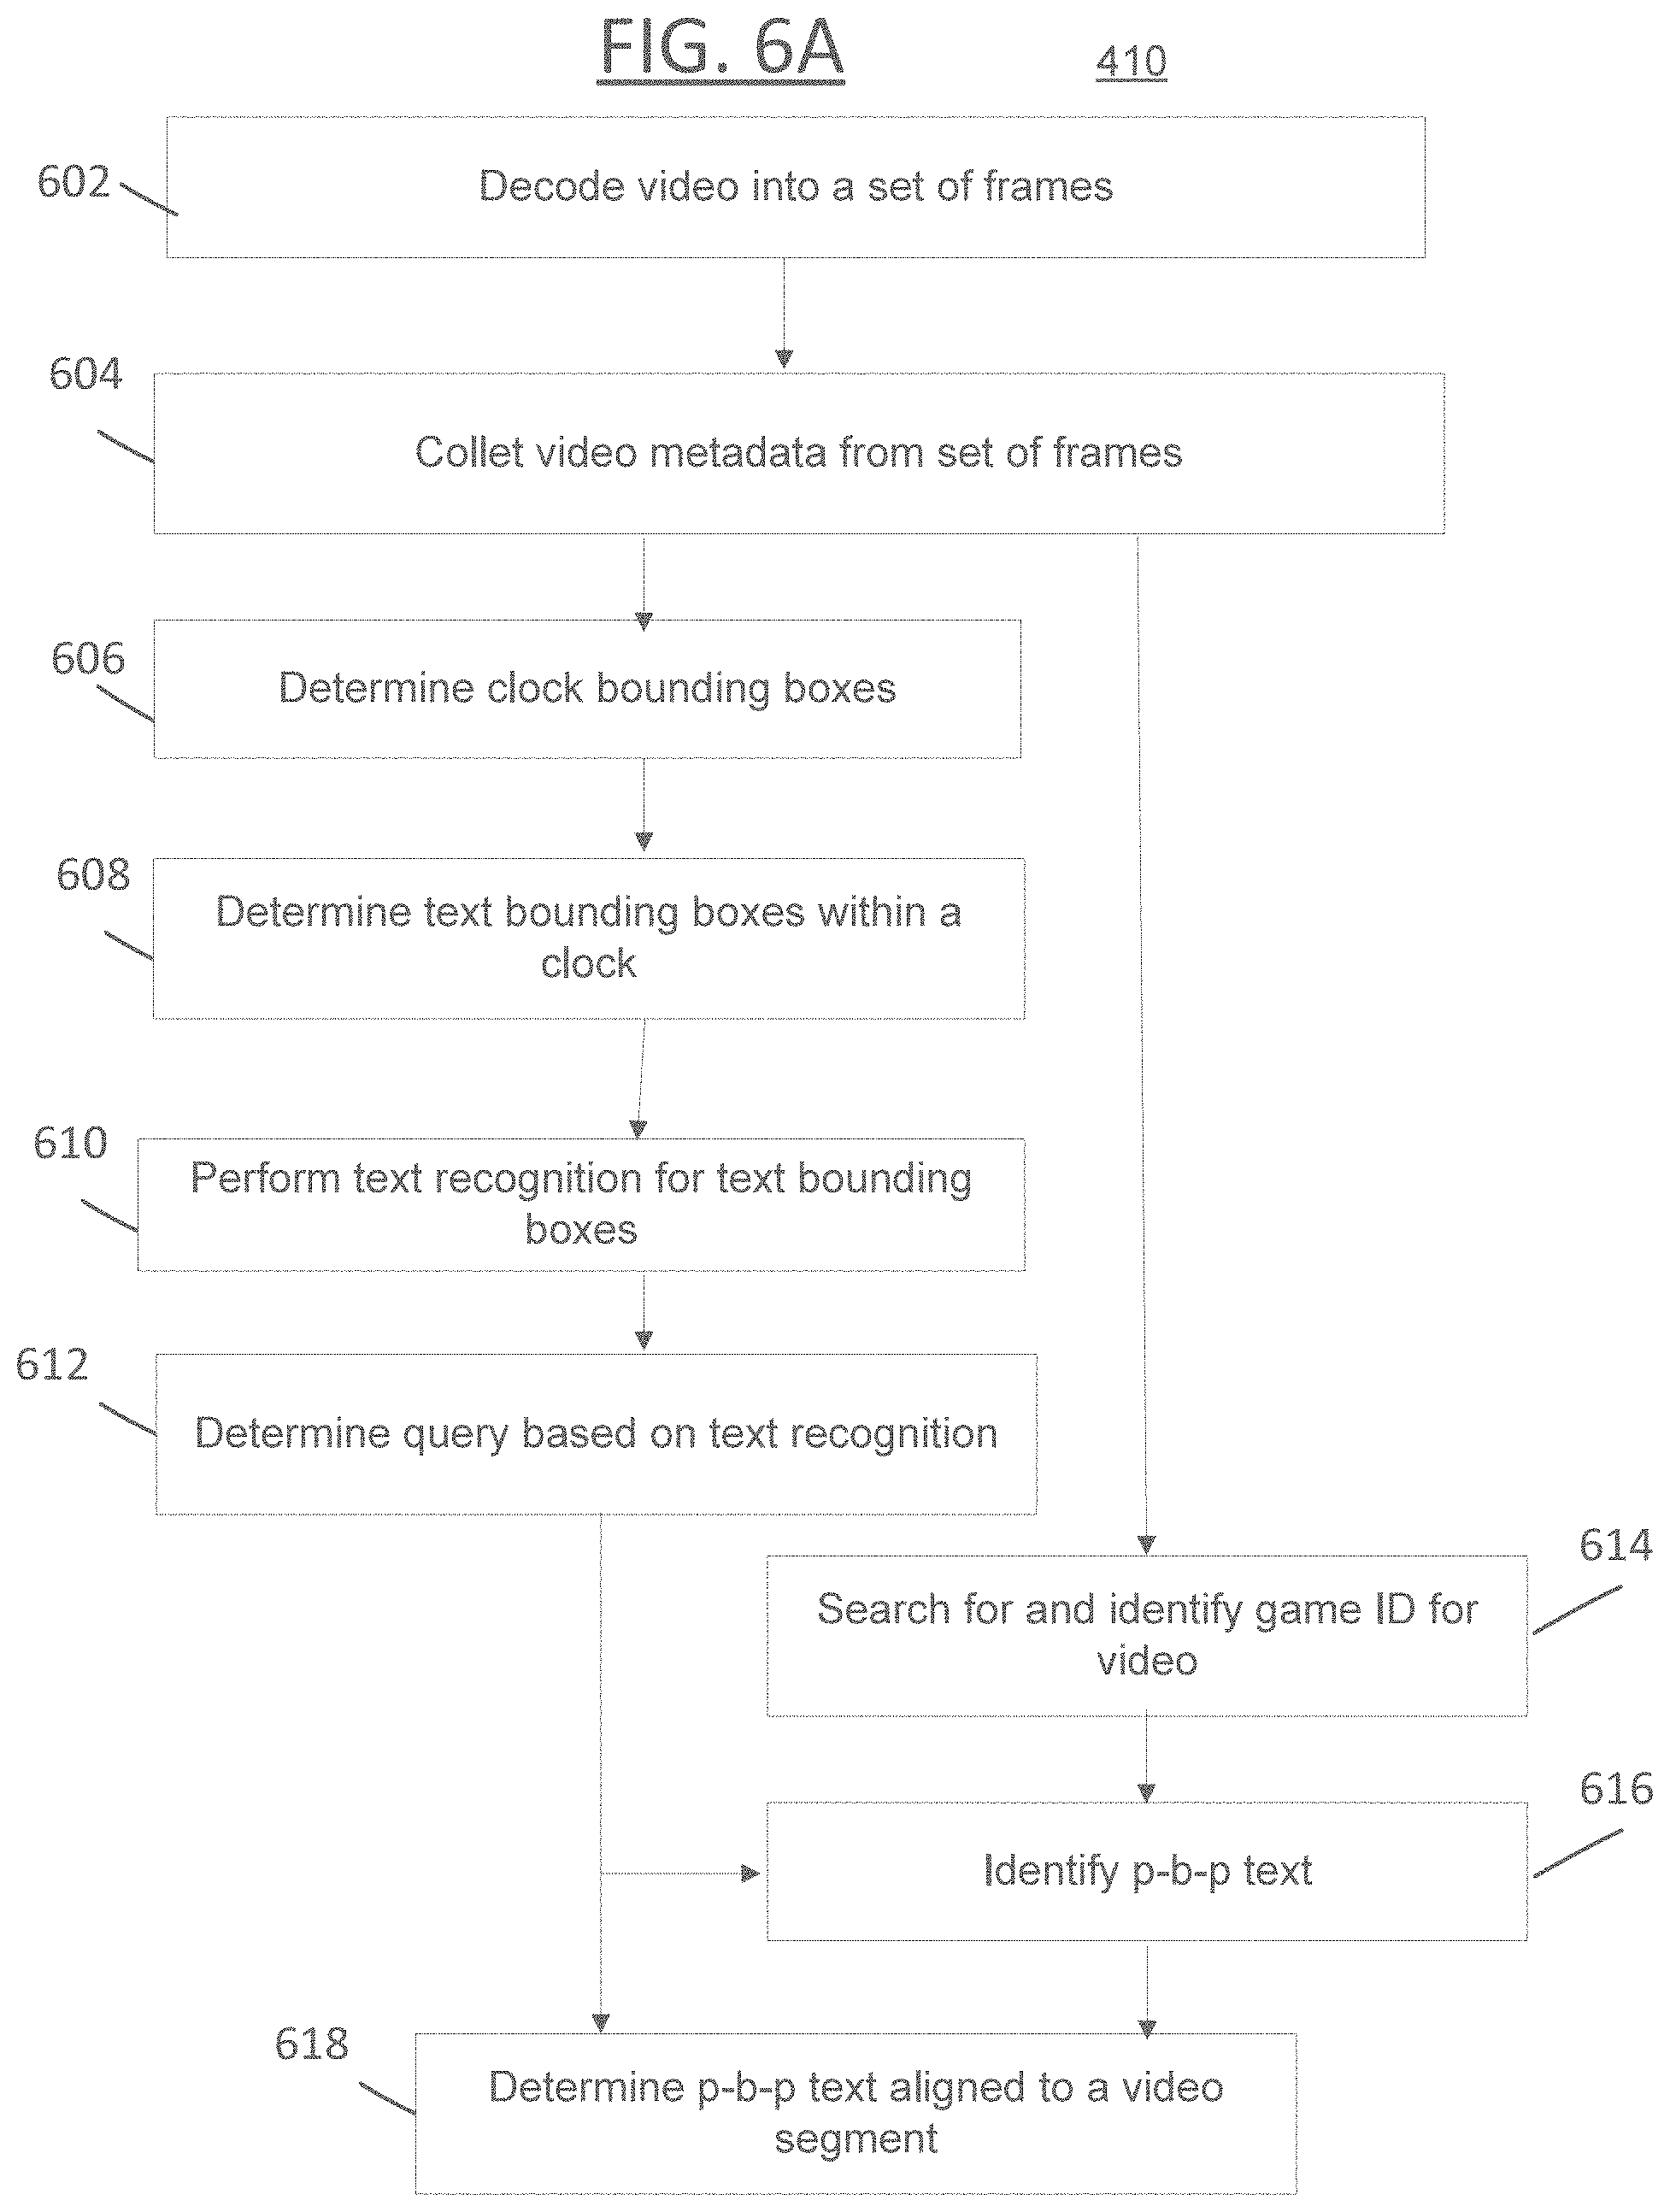 FIG. 6A
410
602
Decode video into a set of frames
604
Collet video metadata from set of frames
606
Determine clock bounding boxes
608
Determine text bounding boxes within a
clock
610
Perform text recognition for text bounding
boxes
612
Determine query based on text recognition
614
Search for and identify game ID for
video
616
Identify p-b-p text
618
Determine p-b-p text aligned to a video
segment